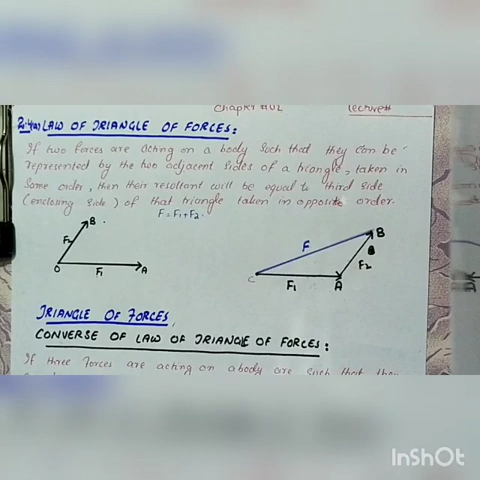 Chapter #02 Lecture#
LAW OF TRIANGLE OF FORCES:
If two forces are acting on a body such that they can be
represented by the two adjacent sides of a triangle, taken in
same order, then their resultant will be equal to third side
(enclosing side) of that triangle taken in opposite order.
F=F1+F2.
B
F2
O
F1
A
F
B
B
F2
C
F1
A
TRIANGLE OF FORCES
CONVERSE OF LAW OF TRIANGLE OF FORCES:
If three forces are acting on a body are such that they
InShOt